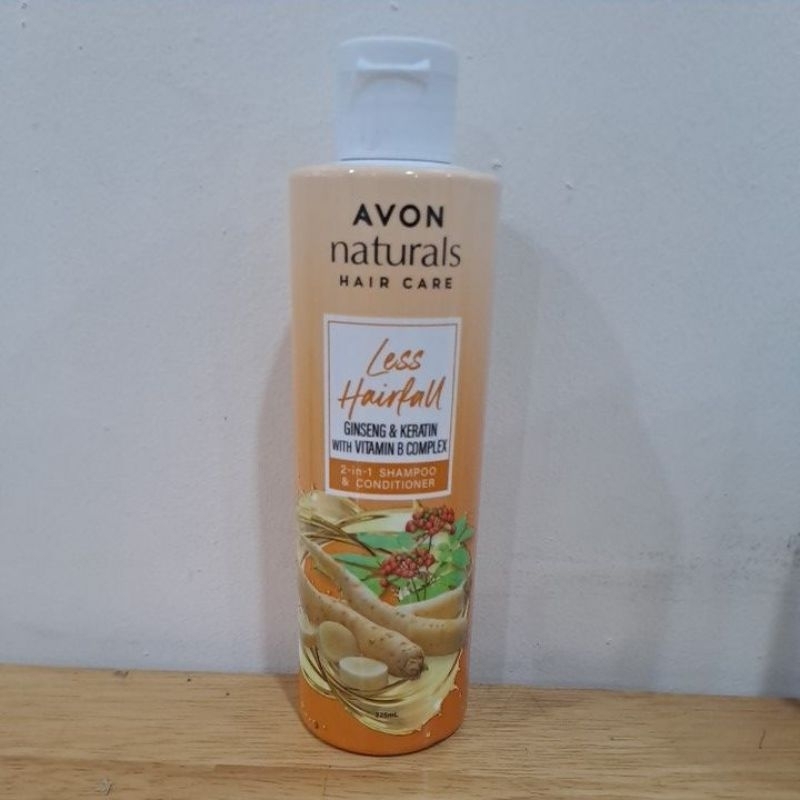 AVON
naturals
HAIR CARE
Less
Hairfall
GINSENG & KERATIN
WITH VITAMIN B COMPLEX
2-in-1 SHAMPOO
& CONDITIONER